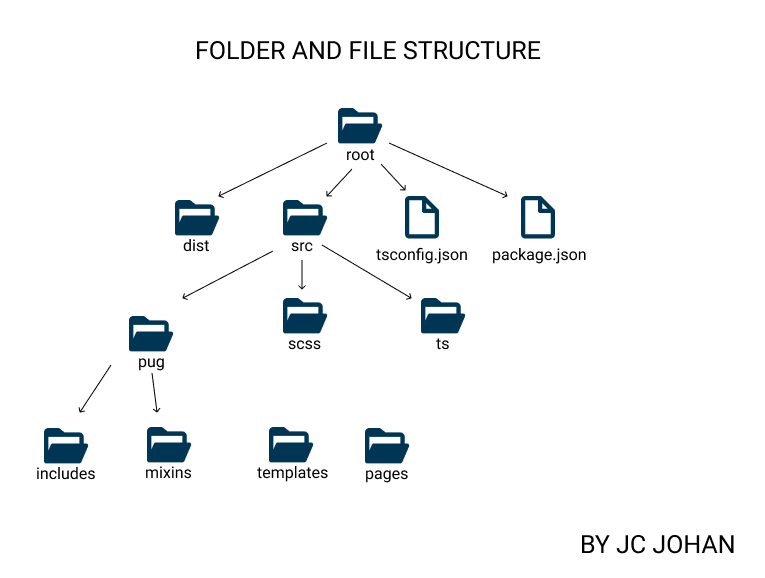 FOLDER AND FILE STRUCTURE
root
dist
src
tsconfig.json
package.json
pug
scss
ts
includes
mixins
templates
pages
BY JC JOHAN